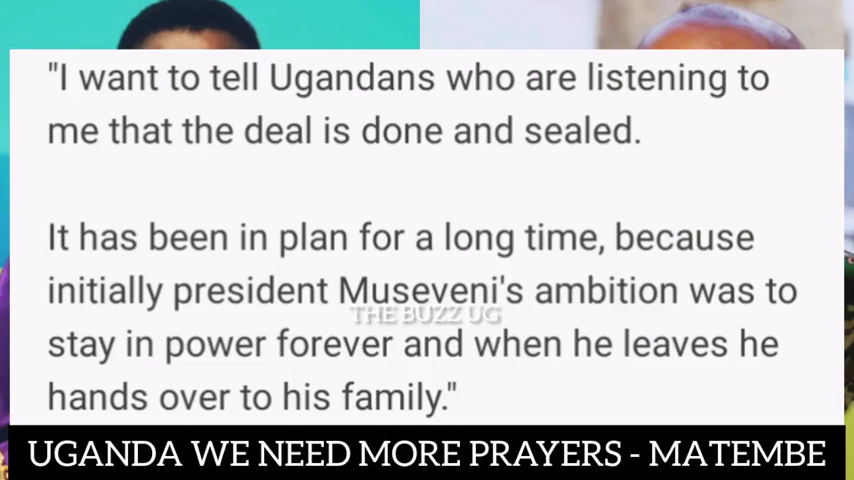 "I want to tell Ugandans who are listening to
me that the deal is done and sealed.
It has been in plan for a long time, because
initially president Museveni's ambition was to
THE BUZZ UG
stay in power forever and when he leaves he
hands over to his family."
UGANDA WE NEED MORE PRAYERS - MATEMBE